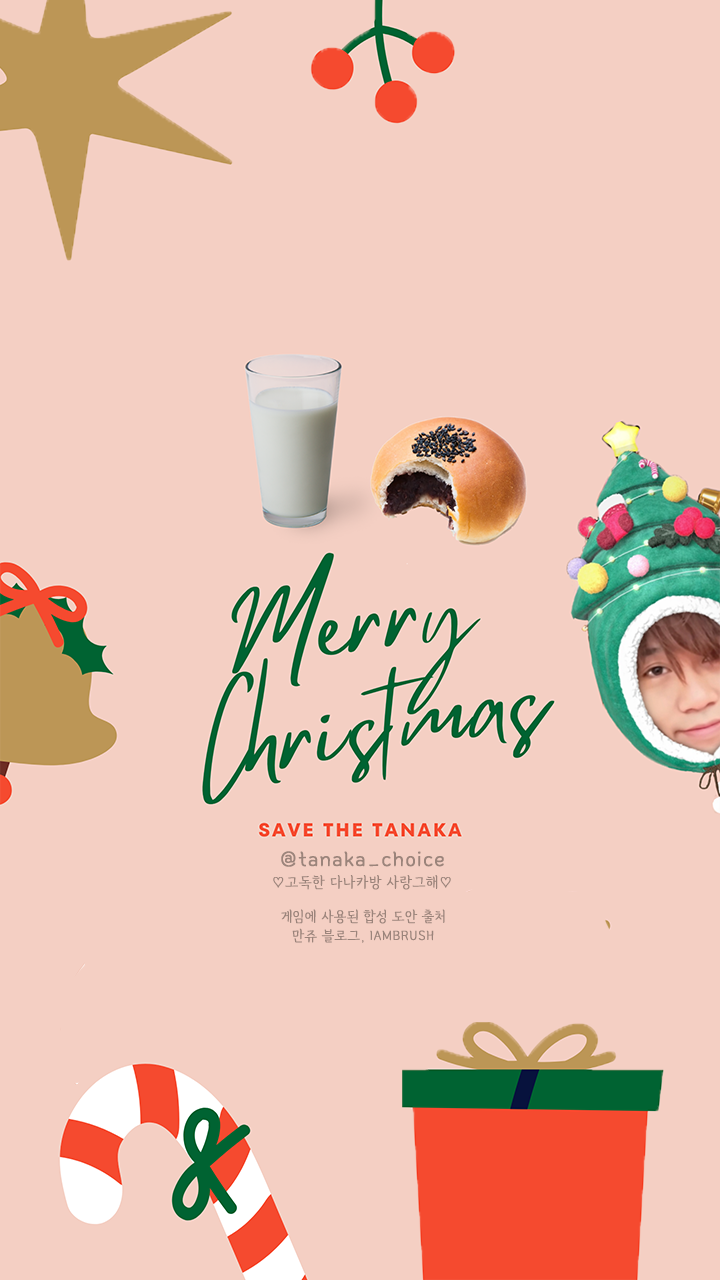 Merry
Christmas
SAVE THE TANAKA
@tanaka_choice
♡고독한 다나카방 사랑그해♡
게임에 사용된 합성 도안 출처
만쥬 블로그, IAMBRUSH